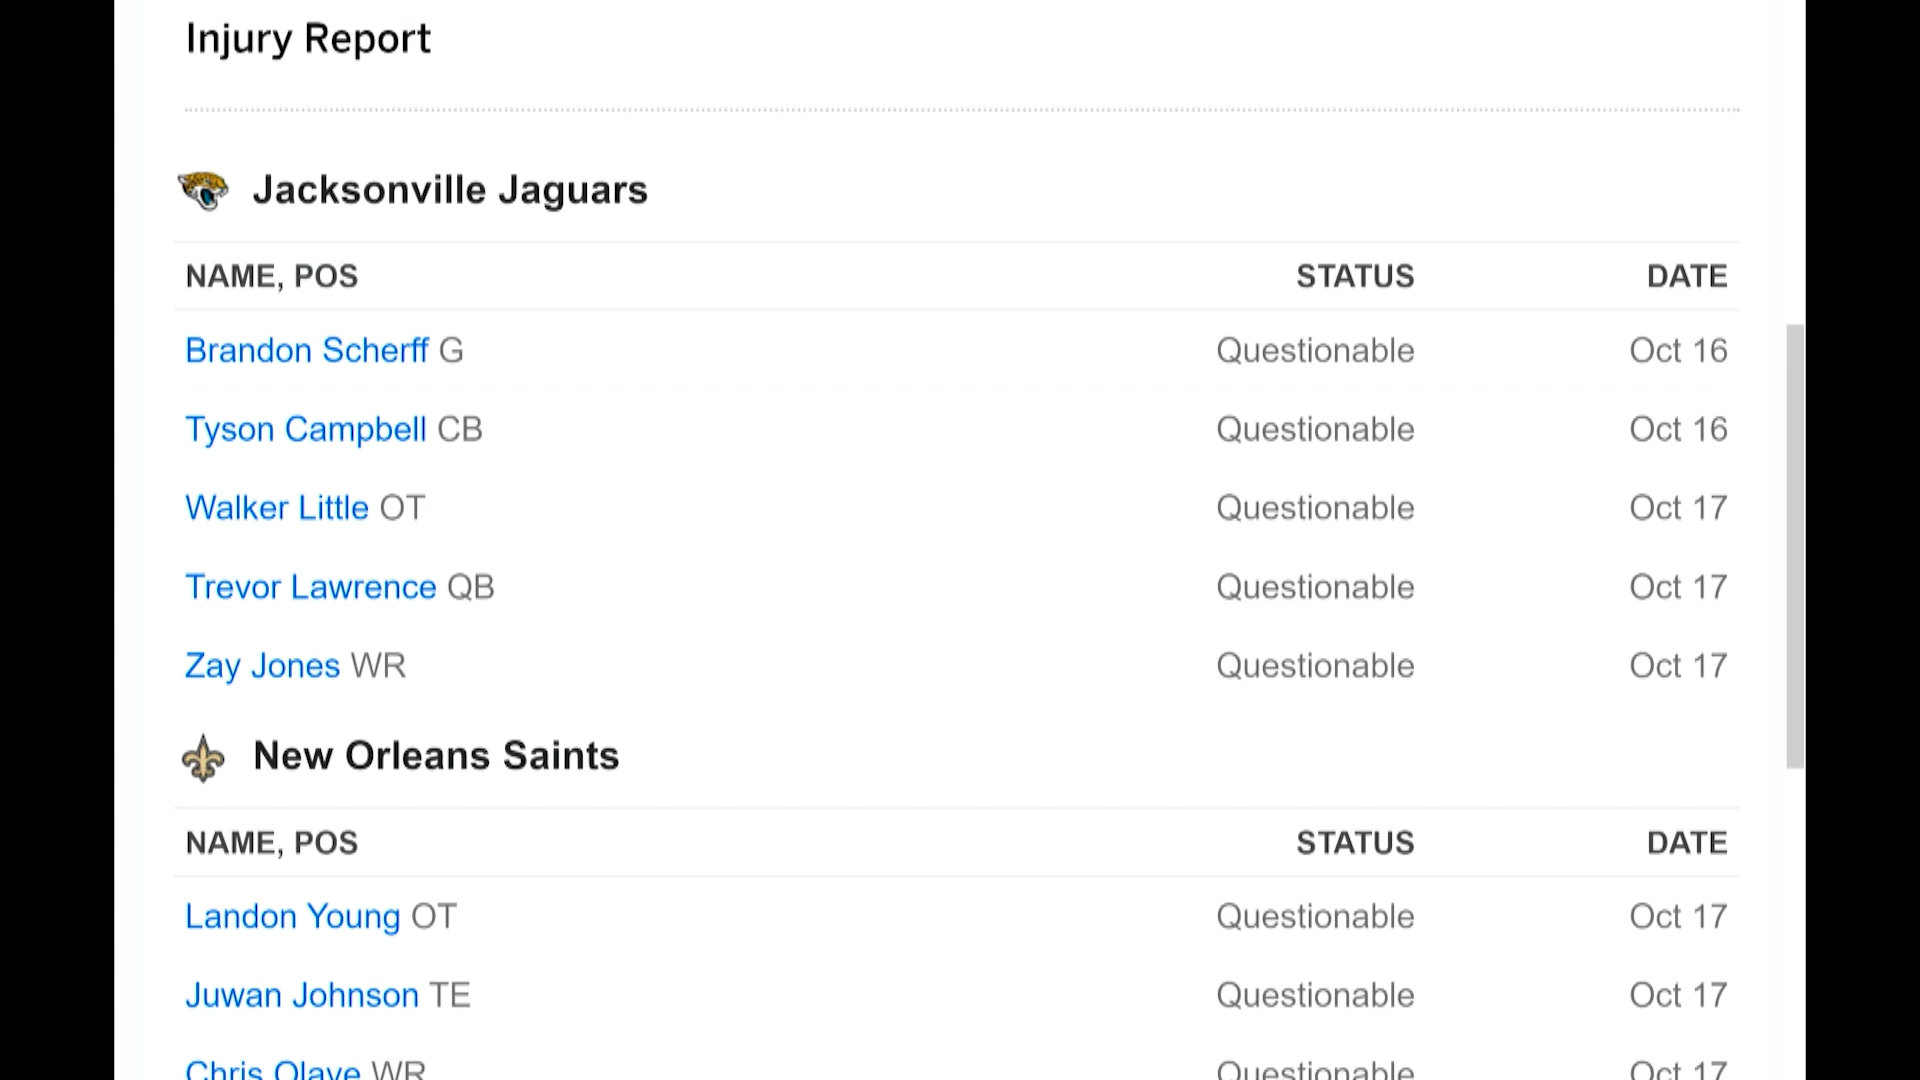 Injury Report
Jacksonville Jaguars
NAME, POS STATUS DATE
Brandon Scherff G Questionable Oct 16
Tyson Campbell CB Questionable Oct 16
Walker Little OT Questionable Oct 17
Trevor Lawrence QB Questionable Oct 17
Zay Jones WR Questionable Oct 17
New Orleans Saints
NAME, POS STATUS DATE
Landon Young OT Questionable Oct 17
Juwan Johnson TE Questionable Oct 17
Chris Olave WR Questionable Oct 17